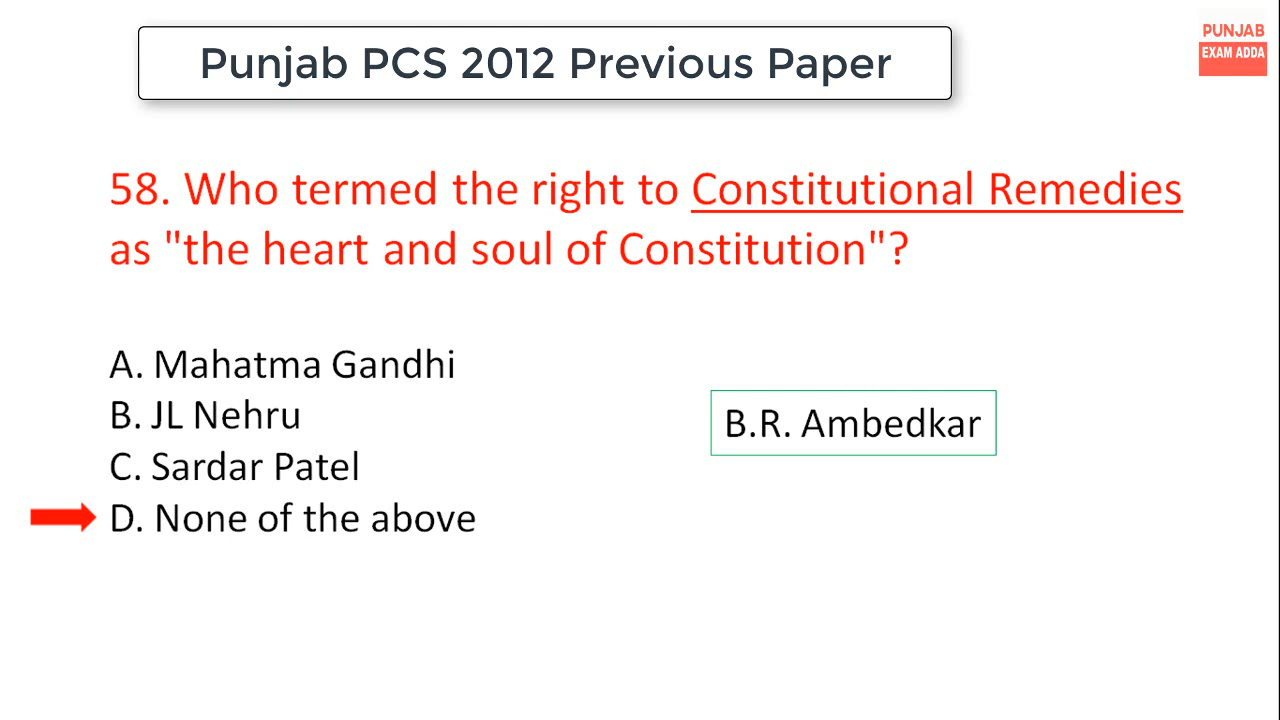 Punjab PCS 2012 Previous Paper
PUNJAB
EXAM ADDA
58. Who termed the right to Constitutional Remedies
as "the heart and soul of Constitution"?
A. Mahatma Gandhi
B. JL Nehru
C. Sardar Patel
D. None of the above
B.R. Ambedkar